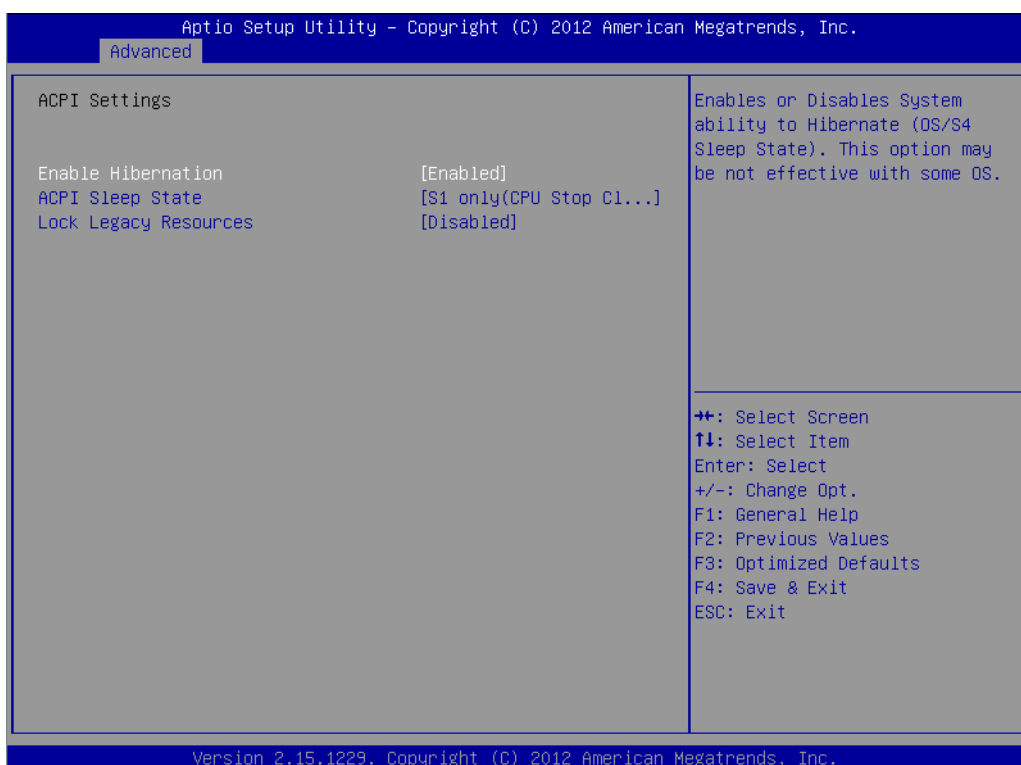 Aptio Setup Utility – Copyright (C) 2012 American Megatrends, Inc.
Advanced
ACPI Settings
Enable Hibernation [Enabled]
ACPI Sleep State [S1 only(CPU Stop Cl...]
Lock Legacy Resources [Disabled]
Enables or Disables System
ability to Hibernate (OS/S4
Sleep State). This option may
be not effective with some OS.
→←: Select Screen
↑↓: Select Item
Enter: Select
+/-: Change Opt.
F1: General Help
F2: Previous Values
F3: Optimized Defaults
F4: Save & Exit
ESC: Exit
Version 2.15.1229. Copyright (C) 2012 American Megatrends, Inc.